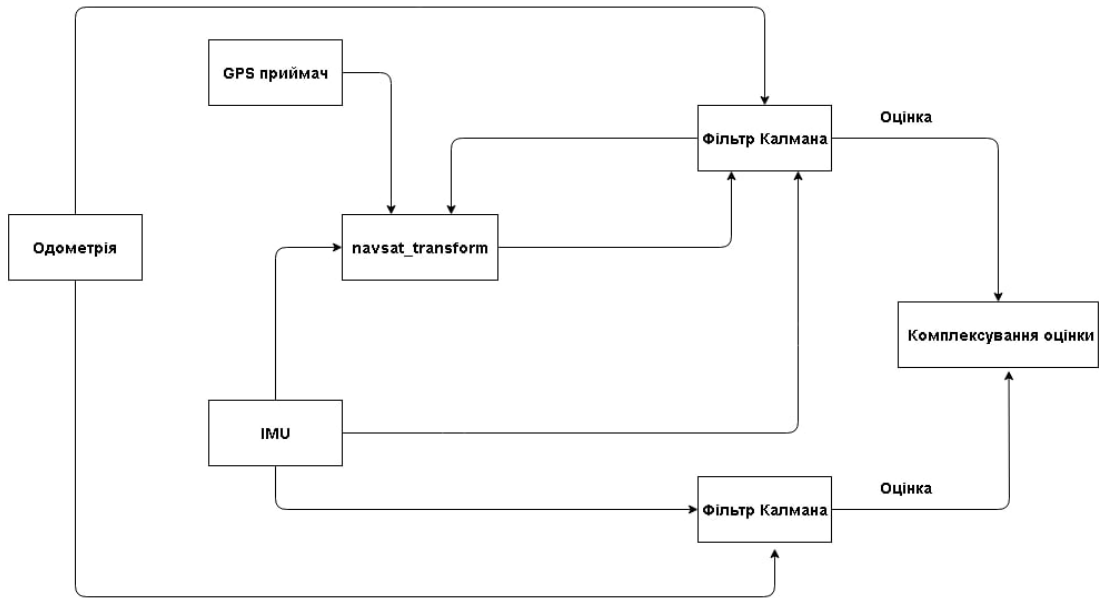 GPS приймач
Оцінка
Фільтр Калмана
Одометрія
navsat_transform
Комплексування оцінки
IMU
Оцінка
Фільтр Калмана